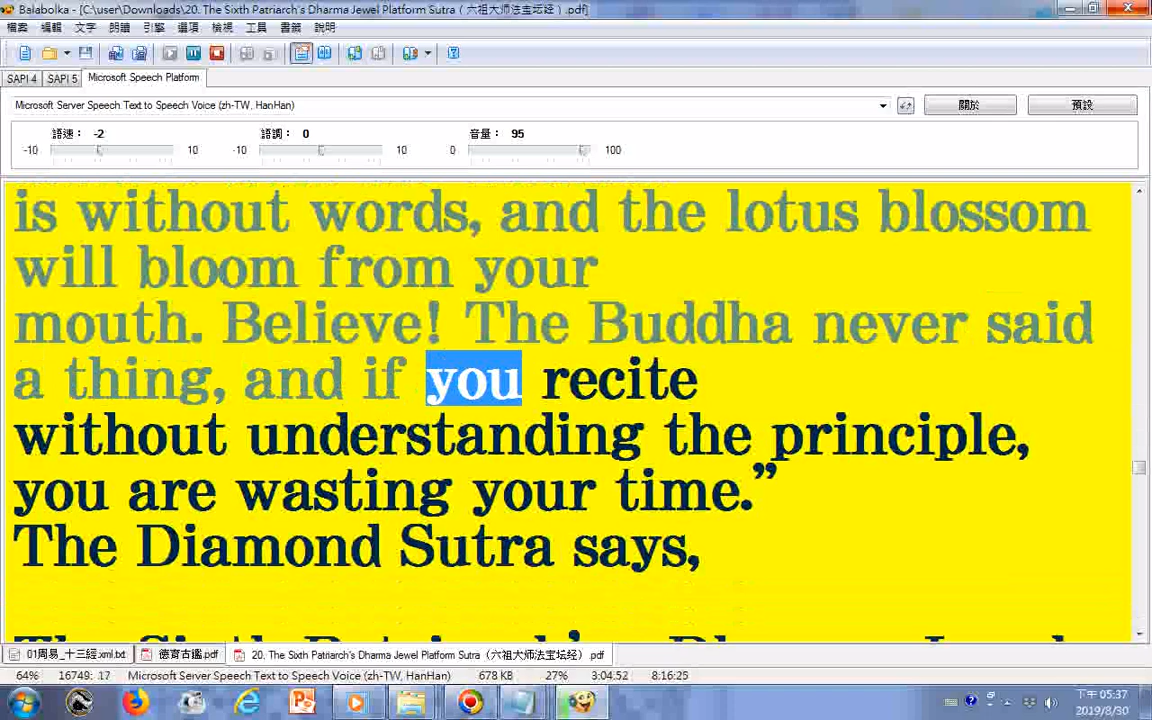 Balabolka - [C:\user\Downloads\20. The Sixth Patriarch's Dharma Jewel Platform Sutra（六祖大师法宝坛经）.pdf]
檔案 編輯 文字 朗讀 引擎 選項 檢視 工具 書籤 說明
SAPI 4 SAPI 5 Microsoft Speech Platform
Microsoft Server Speech Text to Speech Voice (zh-TW, HanHan) 關於 預設
語速： -2 語調： 0 音量： 95
-10 10 -10 10 0 100
is without words, and the lotus blossom
will bloom from your
mouth. Believe! The Buddha never said
a thing, and if you recite
without understanding the principle,
you are wasting your time.”
The Diamond Sutra says,
The Sixth Patriarch’s Dharma Jewel
01周易_十三經.xml.txt 德育古鑑.pdf 20. The Sixth Patriarch's Dharma Jewel Platform Sutra（六祖大师法宝坛经）.pdf
64% 16749: 17 Microsoft Server Speech Text to Speech Voice (zh-TW, HanHan) 678 KB 27% 3:04:52 8:16:25
下午 05:37
2019/8/30